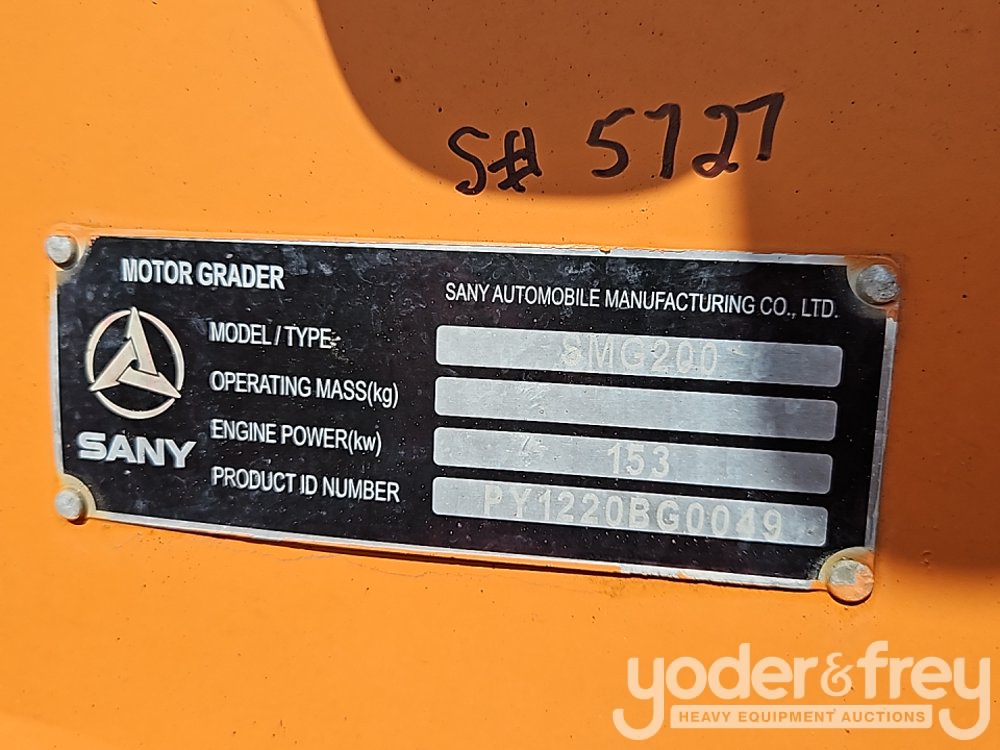 S# 5727
MOTOR GRADER
SANY AUTOMOBILE MANUFACTURING CO., LTD.
MODEL/TYPE SMG200
OPERATING MASS(kg)
ENGINE POWER(kw) 153
PRODUCT ID NUMBER PY1220BG0049
SANY
yoder&frey
HEAVY EQUIPMENT AUCTIONS